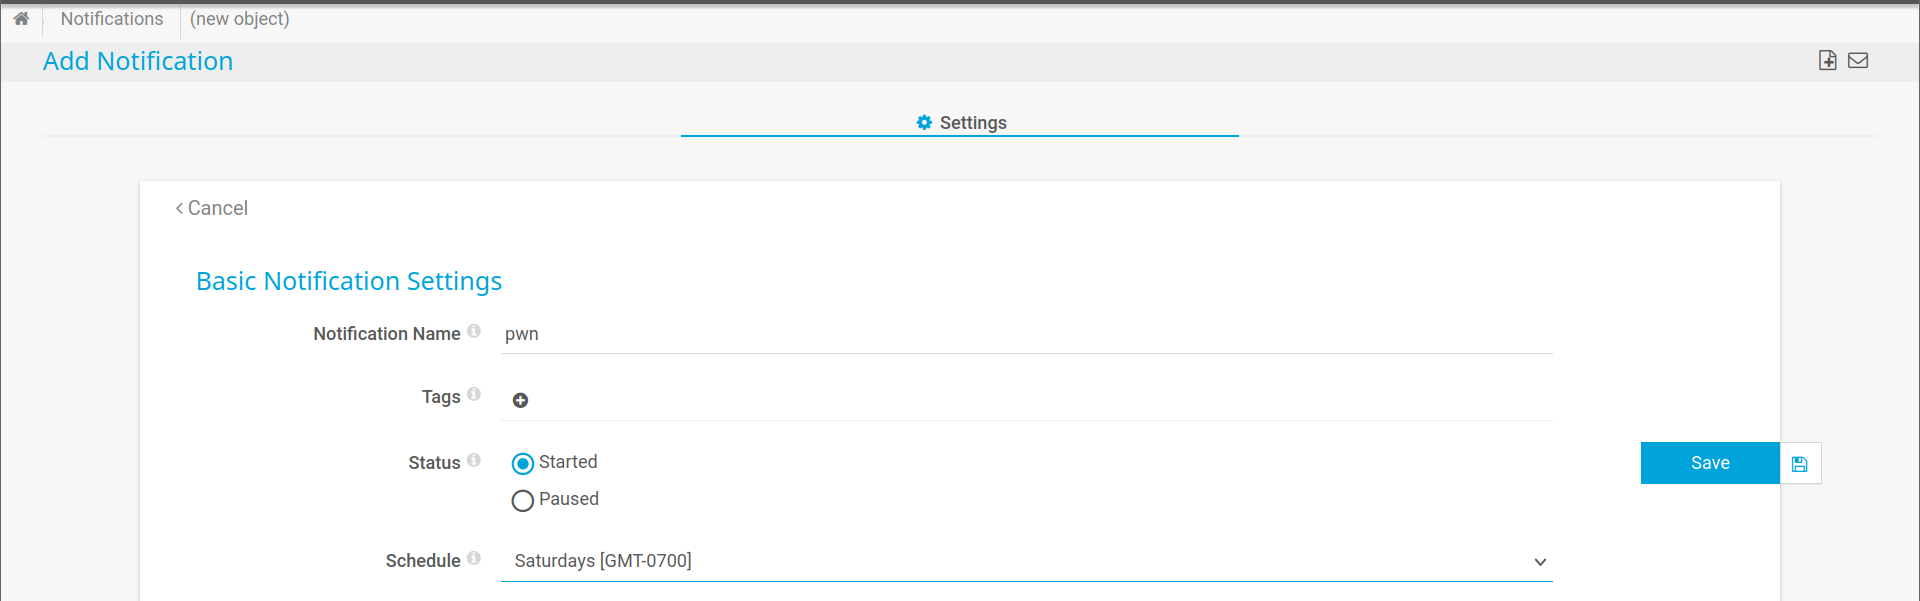 Notifications (new object)
Add Notification
Settings
Cancel
Basic Notification Settings
Notification Name pwn
Tags
Status Started
Save
Paused
Schedule Saturdays [GMT-0700]